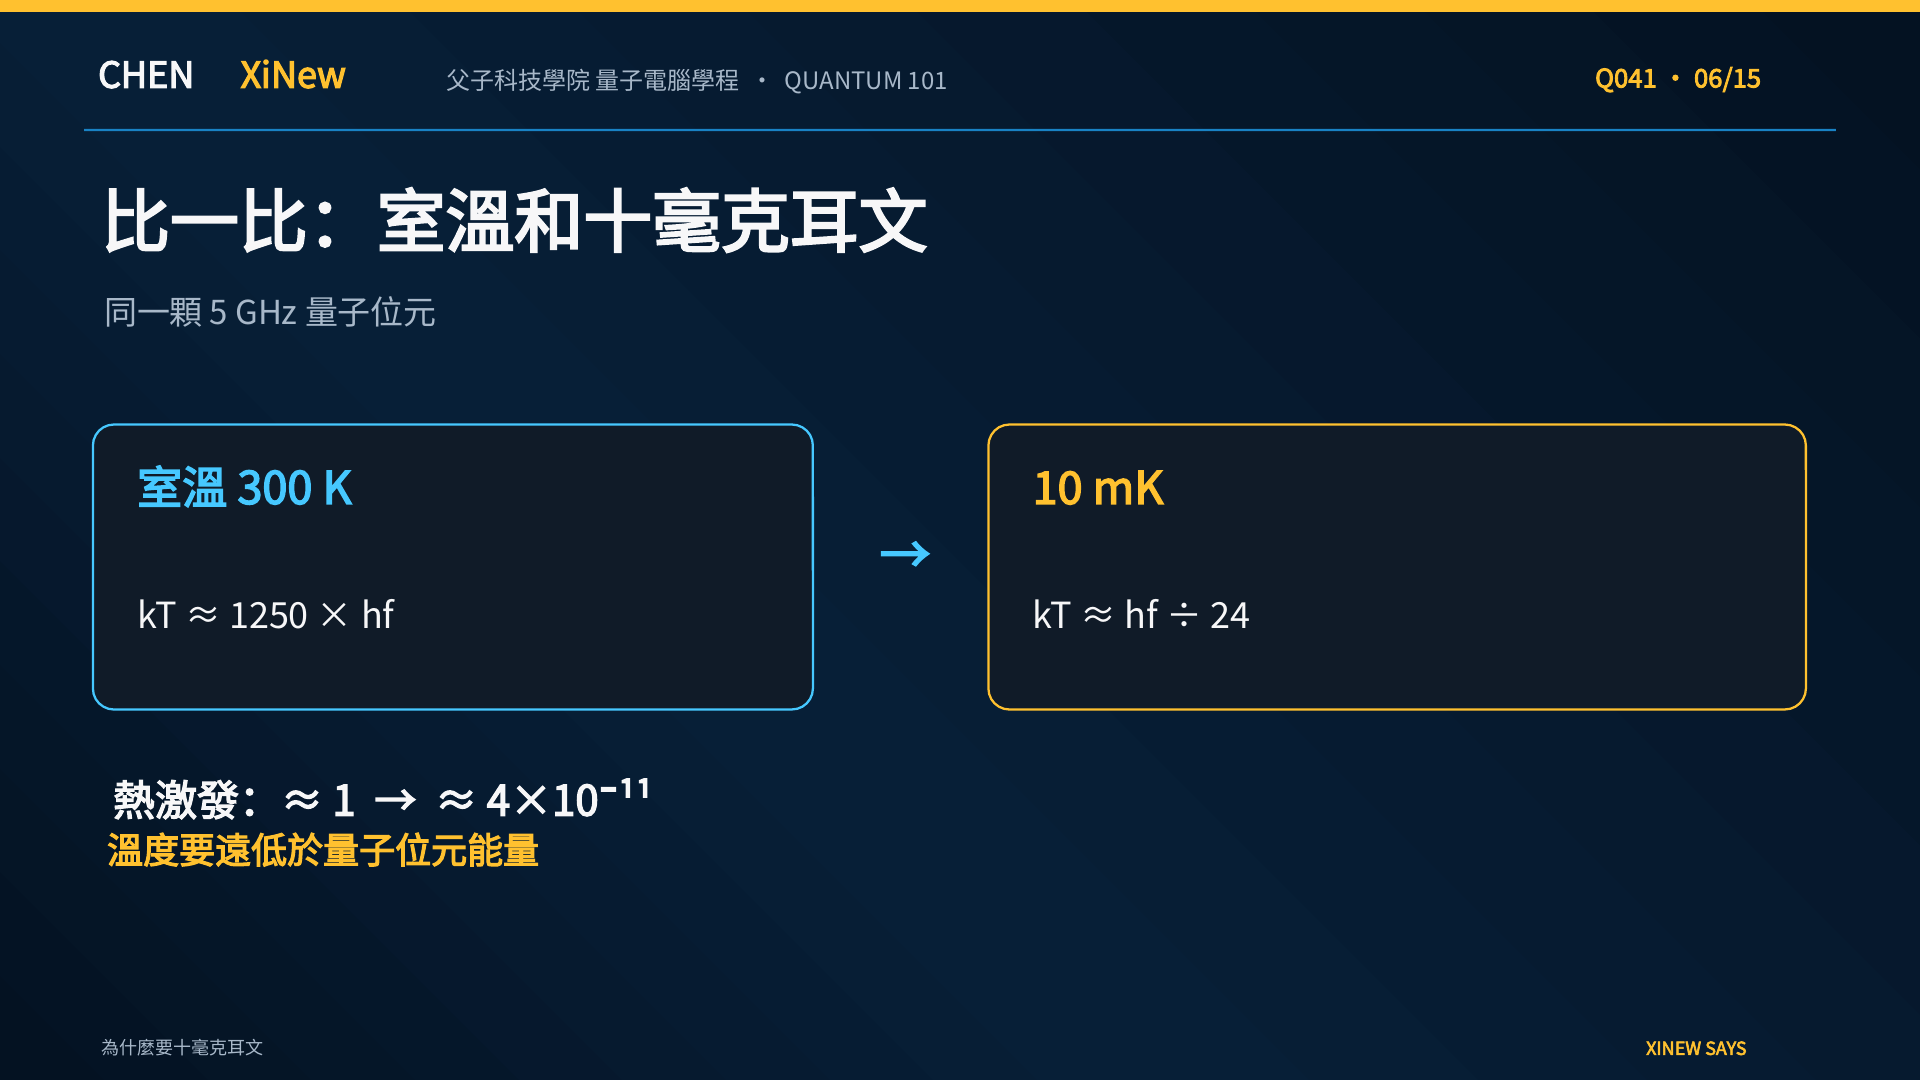 CHEN XiNew 父子科技學院 量子電腦學程 · QUANTUM 101 Q041 · 06/15
比一比：室溫和十毫克耳文
同一顆 5 GHz 量子位元
室溫 300 K
kT ≈ 1250 × hf
→
10 mK
kT ≈ hf ÷ 24
熱激發：≈ 1 → ≈ 4×10⁻¹¹
溫度要遠低於量子位元能量
為什麼要十毫克耳文 XINEW SAYS